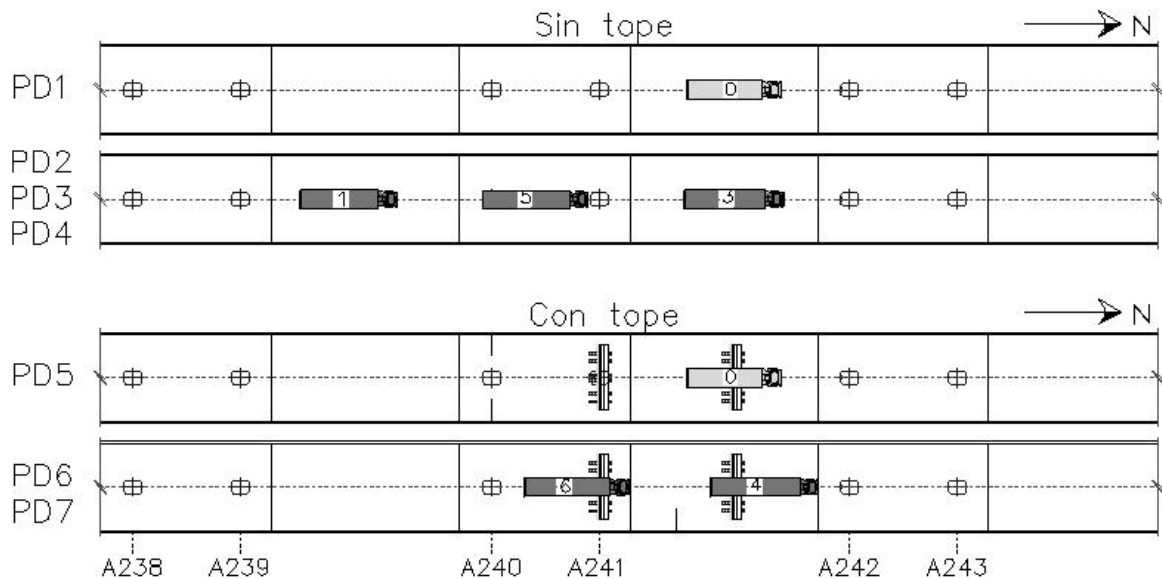 Sin tope
N
PD1
0
PD2
PD3
PD4
1 5 3
Con tope
N
PD5
0
PD6
PD7
6 4
A238 A239 A240 A241 A242 A243